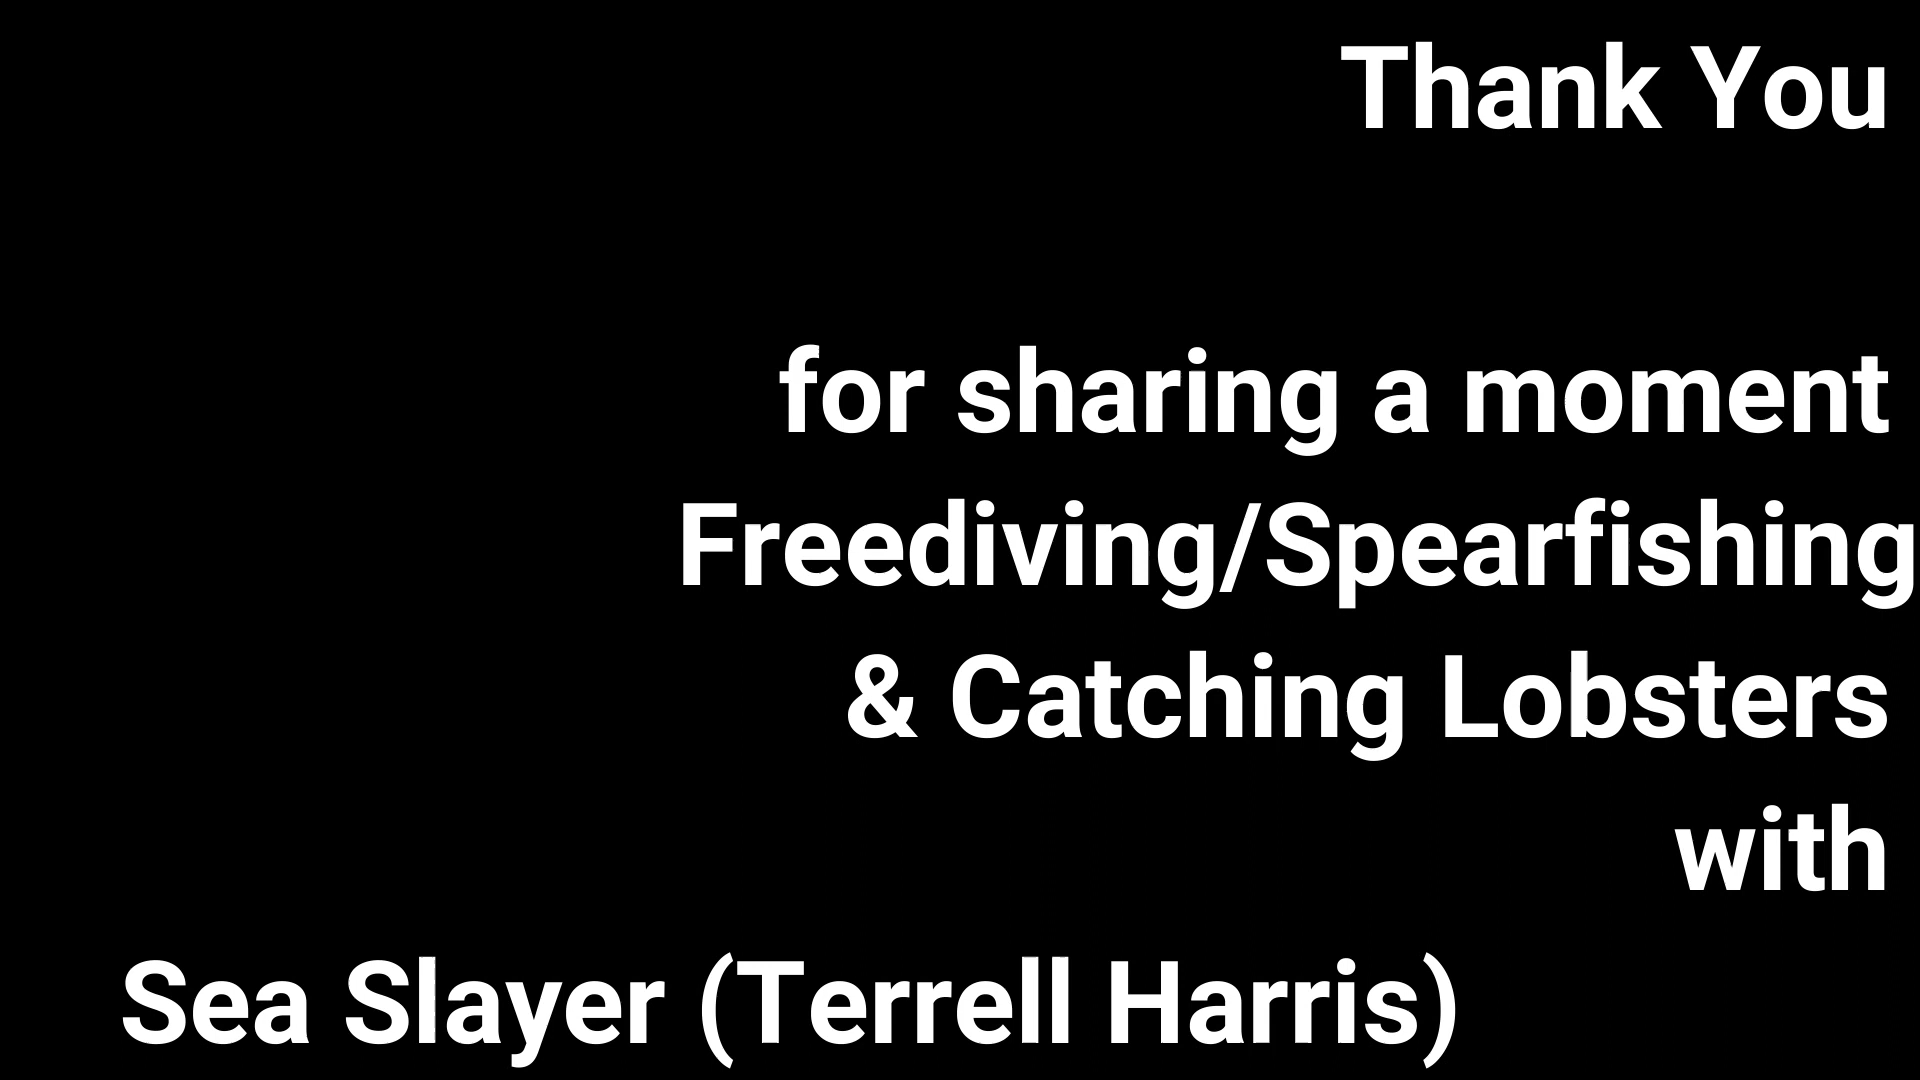 Thank You
for sharing a moment
Freediving/Spearfishing
& Catching Lobsters
with
Sea Slayer (Terrell Harris)